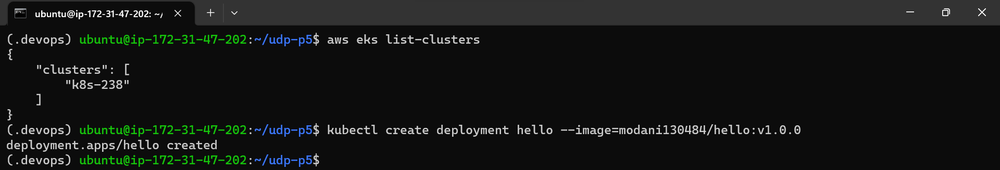 ubuntu@ip-172-31-47-202: ~/
(.devops) ubuntu@ip-172-31-47-202:~/udp-p5$ aws eks list-clusters
{
    "clusters": [
        "k8s-238"
    ]
}
(.devops) ubuntu@ip-172-31-47-202:~/udp-p5$ kubectl create deployment hello --image=modani130484/hello:v1.0.0
deployment.apps/hello created
(.devops) ubuntu@ip-172-31-47-202:~/udp-p5$